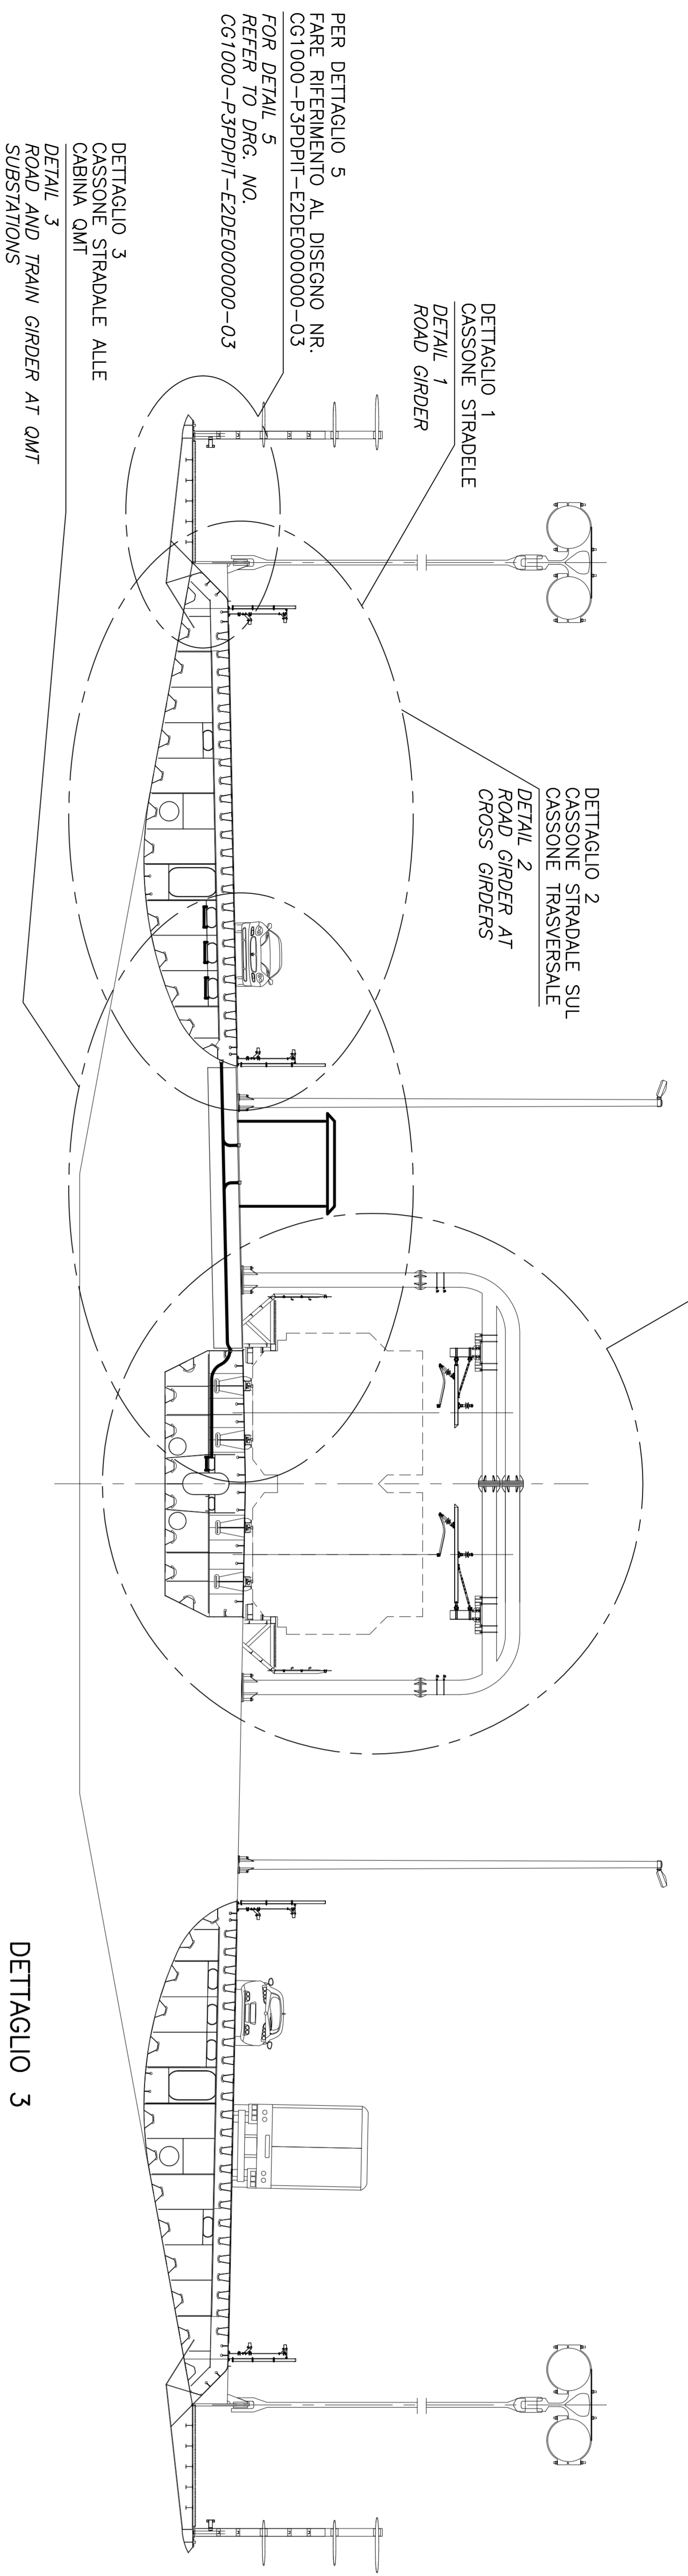 PER DETTAGLIO 5
FARE RIFERIMENTO AL DISEGNO NR.
CG1000-P3PDPIT-E2DE000000-03
FOR DETAIL 5
REFER TO DRG. NO.
CG1000-P3PDPIT-E2DE000000-03
DETTAGLIO 3
CASSONE STRADALE ALLE
CABINA QMT
DETAIL 3
ROAD AND TRAIN GIRDER AT QMT
SUBSTATIONS
DETTAGLIO 1
CASSONE STRADELE
DETAIL 1
ROAD GIRDER
DETTAGLIO 2
CASSONE STRADALE SUL
CASSONE TRASVERSALE
DETAIL 2
ROAD GIRDER AT
CROSS GIRDERS
DETTAGLIO 3